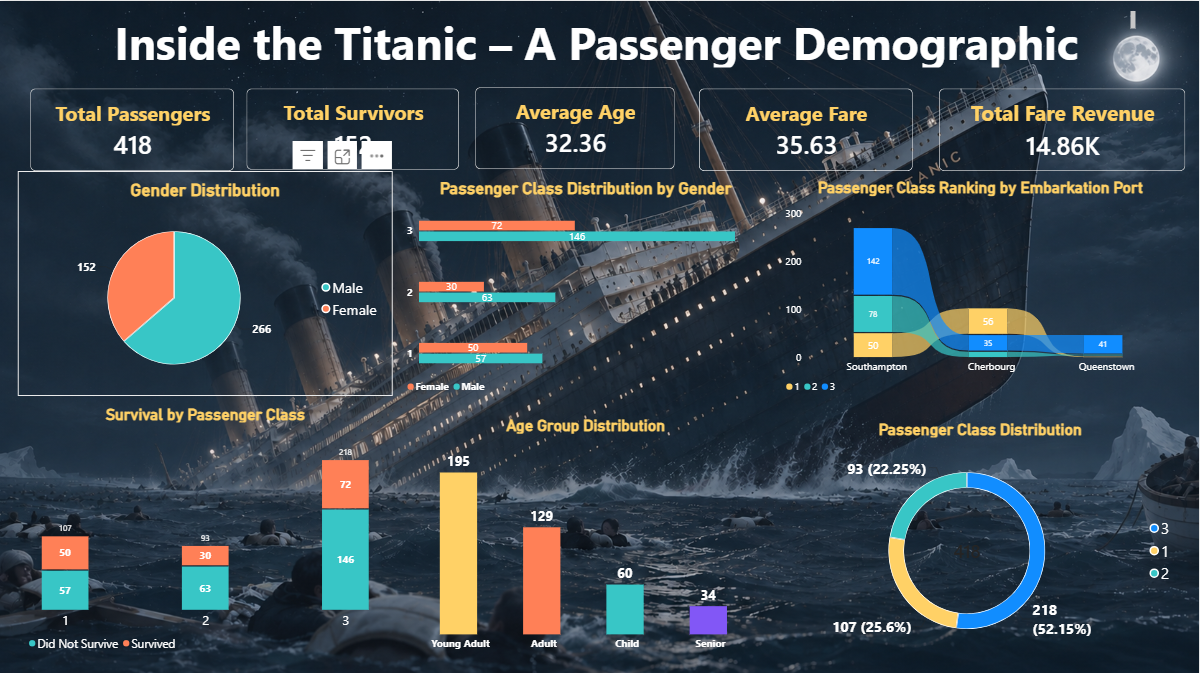 Inside the Titanic – A Passenger Demographic
Total Passengers
418
Total Survivors
152
Average Age
32.36
Average Fare
35.63
Total Fare Revenue
14.86K
TITANIC
Gender Distribution
152
266
Male
Female
Passenger Class Distribution by Gender
3
72
146
2
30
63
1
50
57
Female Male
Passenger Class Ranking by Embarkation Port
300
200
100
0
142
78
50
56
35
41
Southampton Cherbourg Queenstown
1 2 3
Survival by Passenger Class
107
50
57
93
30
63
218
72
146
1 2 3
Did Not Survive Survived
Age Group Distribution
195
129
60
34
Young Adult Adult Child Senior
Passenger Class Distribution
93 (22.25%)
107 (25.6%)
218
(52.15%)
3
1
2